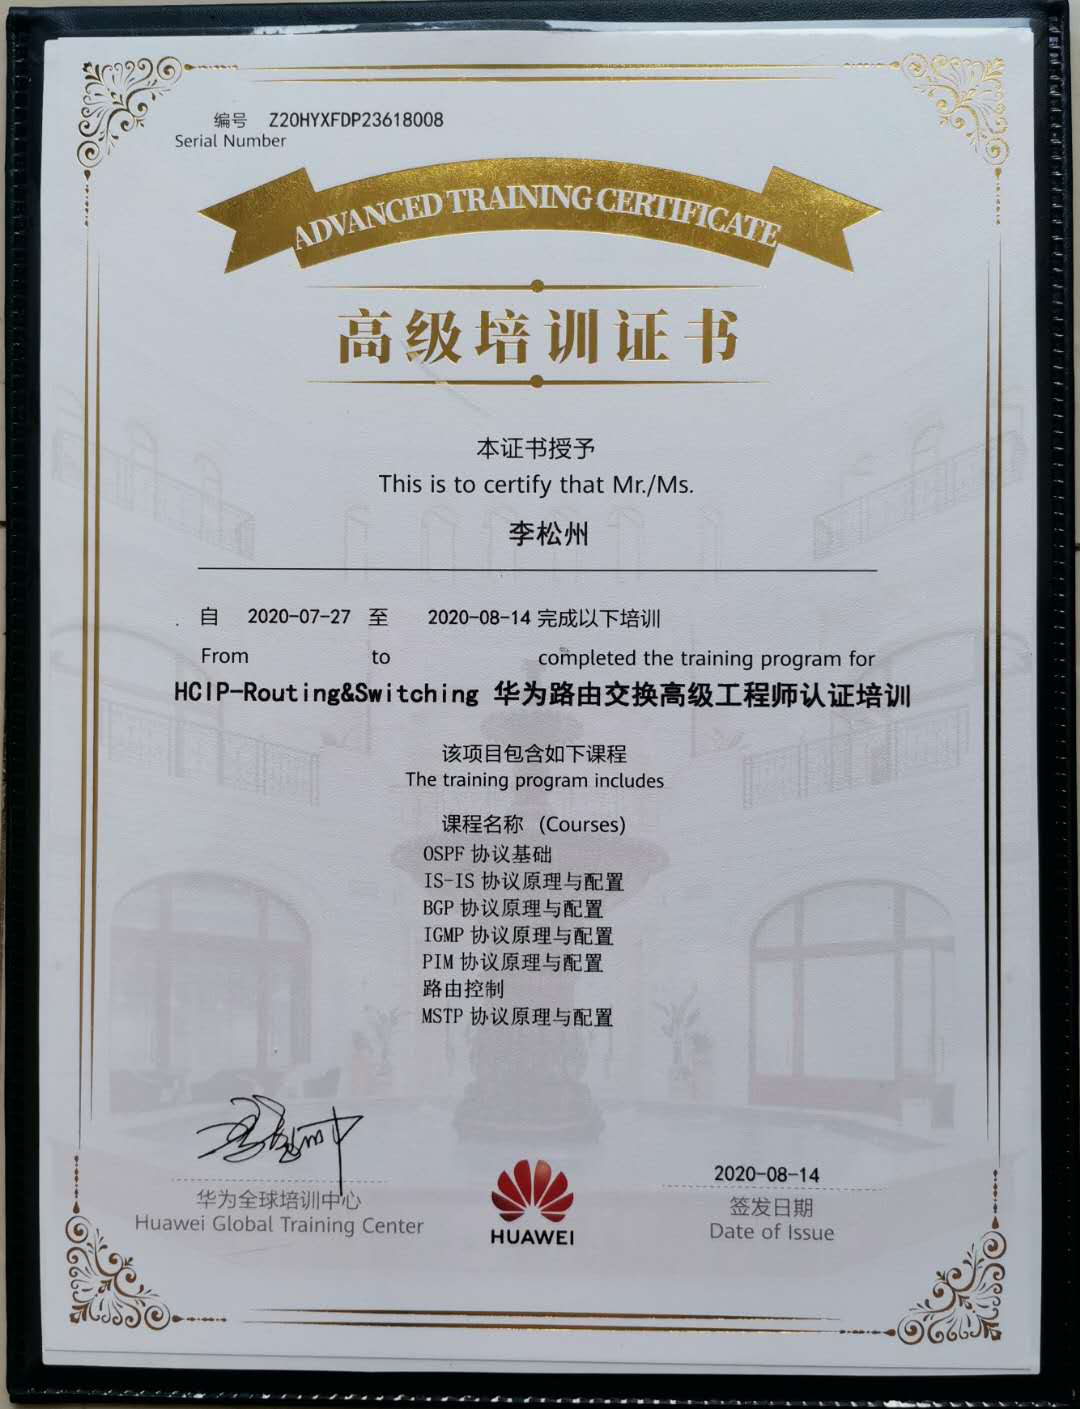 编号 Z20HYXFDP23618008
Serial Number
ADVANCED TRAINING CERTIFICATE
高级培训证书
本证书授予
This is to certify that Mr./Ms.
李松州
自 2020-07-27 至 2020-08-14 完成以下培训
From to completed the training program for
HCIP-Routing&Switching 华为路由交换高级工程师认证培训
该项目包含如下课程
The training program includes
课程名称 (Courses)
OSPF 协议基础
IS-IS 协议原理与配置
BGP 协议原理与配置
IGMP 协议原理与配置
PIM 协议原理与配置
路由控制
MSTP 协议原理与配置
华为全球培训中心
Huawei Global Training Center
HUAWEI
2020-08-14
签发日期
Date of Issue